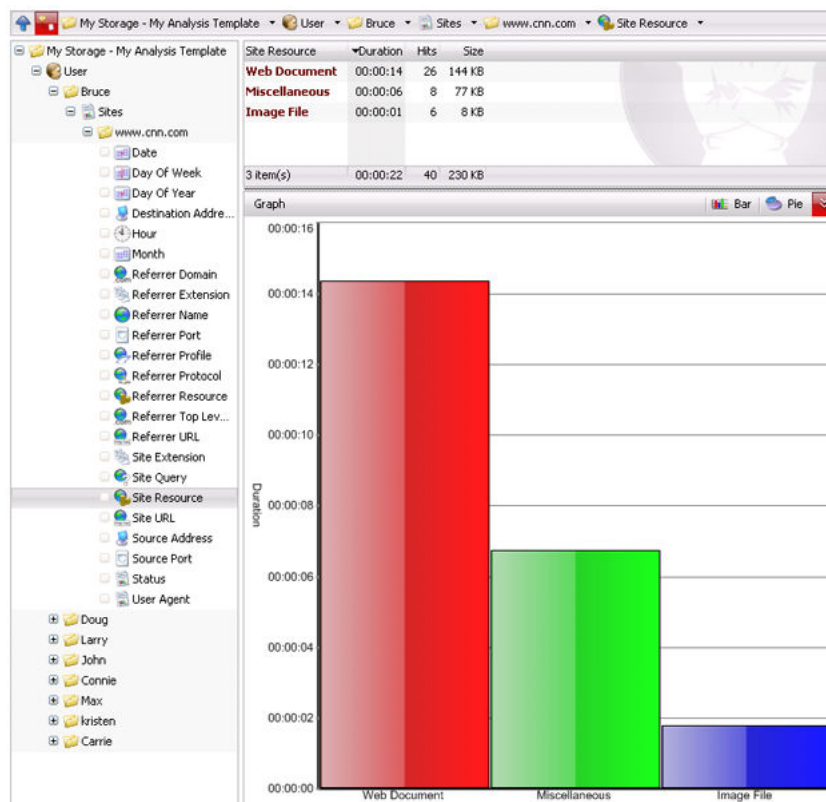 My Storage - My Analysis Template User Bruce Sites www.cnn.com Site Resource
My Storage - My Analysis Template
User
Bruce
Sites
www.cnn.com
Date
Day Of Week
Day Of Year
Destination Addre...
Hour
Month
Referrer Domain
Referrer Extension
Referrer Name
Referrer Port
Referrer Profile
Referrer Protocol
Referrer Resource
Referrer Top Lev...
Referrer URL
Site Extension
Site Query
Site Resource
Site URL
Source Address
Source Port
Status
User Agent
Doug
Larry
John
Connie
Max
kristen
Carrie
Site Resource Duration Hits Size
Web Document 00:00:14 26 144 KB
Miscellaneous 00:00:06 8 77 KB
Image File 00:00:01 6 8 KB
3 item(s) 00:00:22 40 230 KB
Graph Bar Pie
00:00:16
00:00:14
00:00:12
00:00:10
00:00:08
00:00:06
00:00:04
00:00:02
00:00:00
Duration
Web Document Miscellaneous Image File